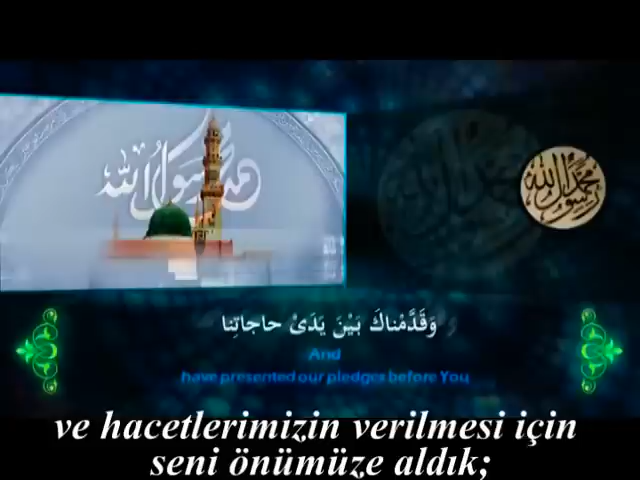 محمد رسول الله
محمد رسول الله
وَقَدَّمْناكَ بَيْنَ يَدَىْ حاجاتِنا
And
have presented our pledges before You
ve hacetlerimizin verilmesi için
seni önümüze aldık;